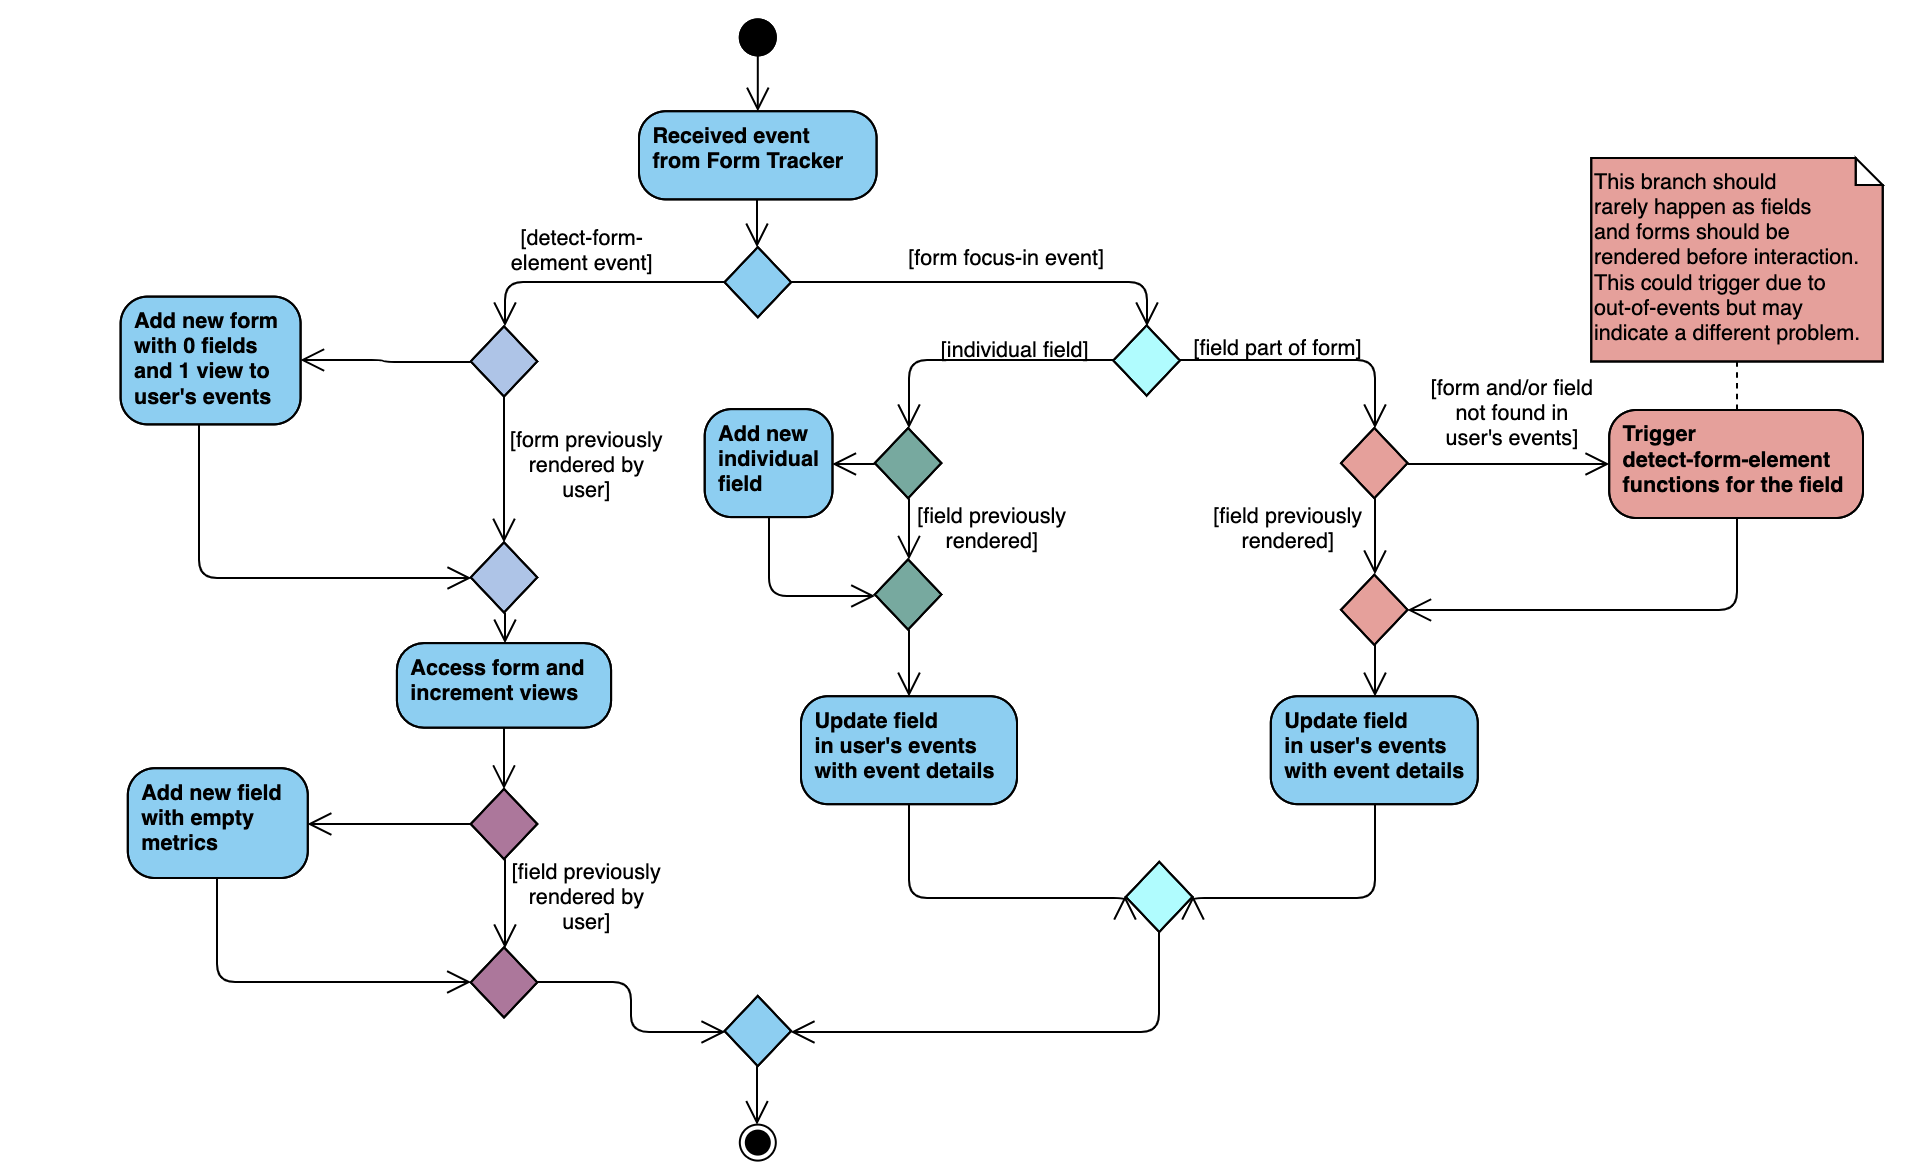 Received event
from Form Tracker
[detect-form-
element event]
[form focus-in event]
This branch should
rarely happen as fields
and forms should be
rendered before interaction.
This could trigger due to
out-of-events but may
indicate a different problem.
Add new form
with 0 fields
and 1 view to
user's events
[individual field]
[field part of form]
[form and/or field
not found in
user's events]
[form previously
rendered by
user]
Add new
individual
field
Trigger
detect-form-element
functions for the field
[field previously
rendered]
[field previously
rendered]
Access form and
increment views
Update field
in user's events
with event details
Update field
in user's events
with event details
Add new field
with empty
metrics
[field previously
rendered by
user]